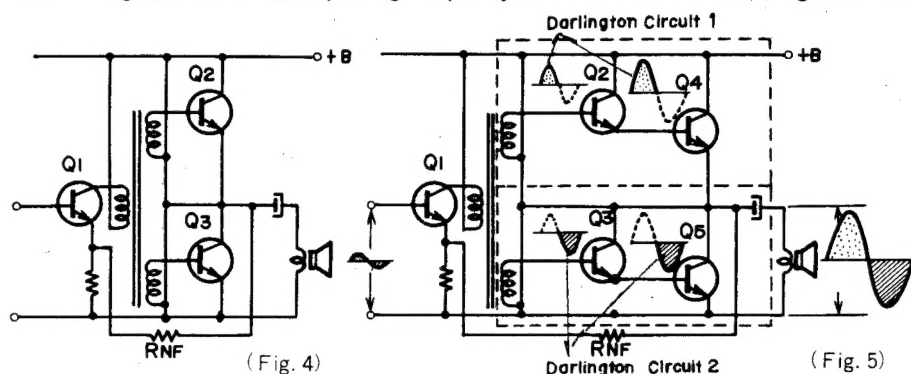 Darlington Circuit 1
+B
Q2
Q1
Q3
RNF
(Fig. 4)
+B
Q2
Q4
Q1
Q3
Q5
RNF
Darlington Circuit 2
(Fig. 5)